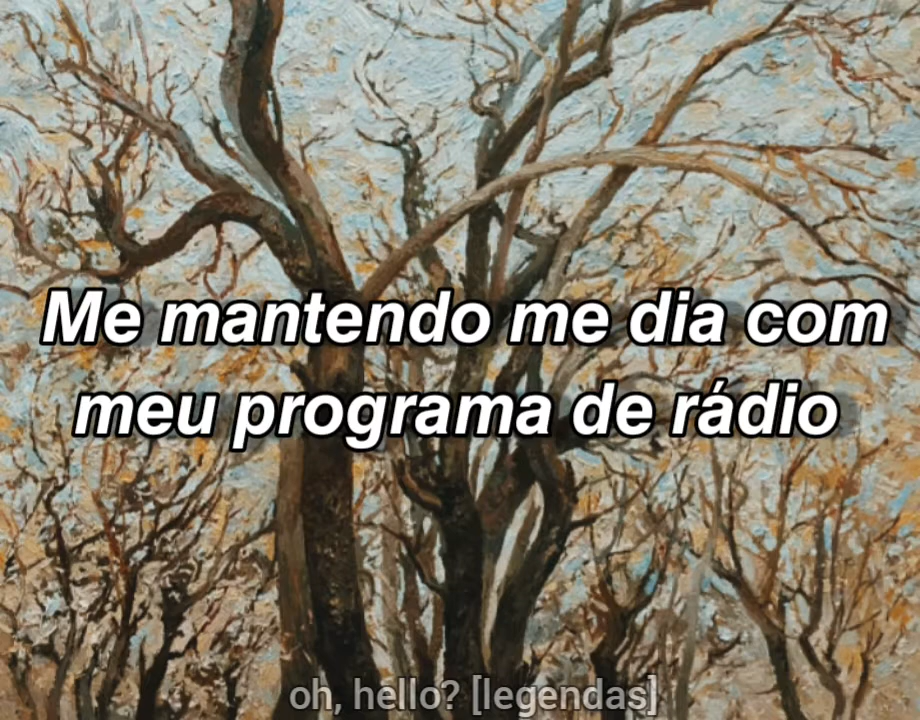 Me mantendo me dia com
meu programa de rádio
oh, hello? [legendas]